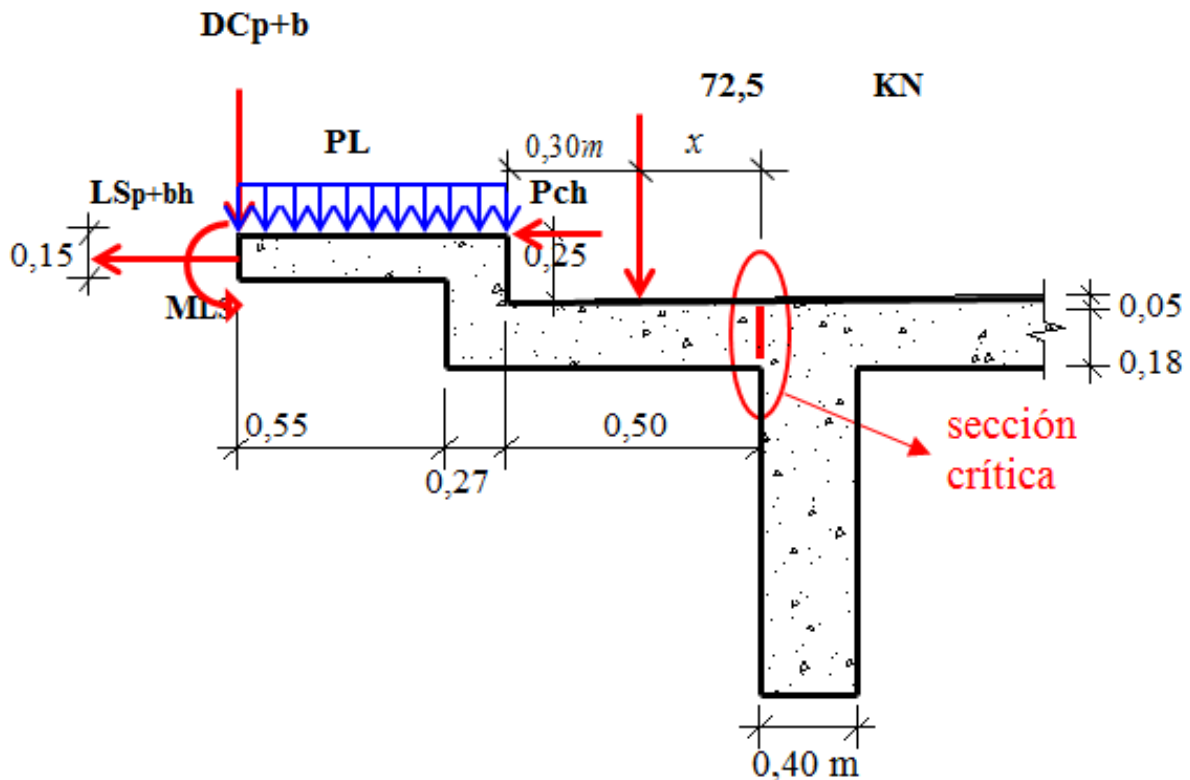 DCp+b
72,5 KN
PL
0,30m x
LSp+bh
Pch
0,15
0,25
MLS
0,05
0,18
0,55
0,50
0,27
sección
crítica
0,40 m